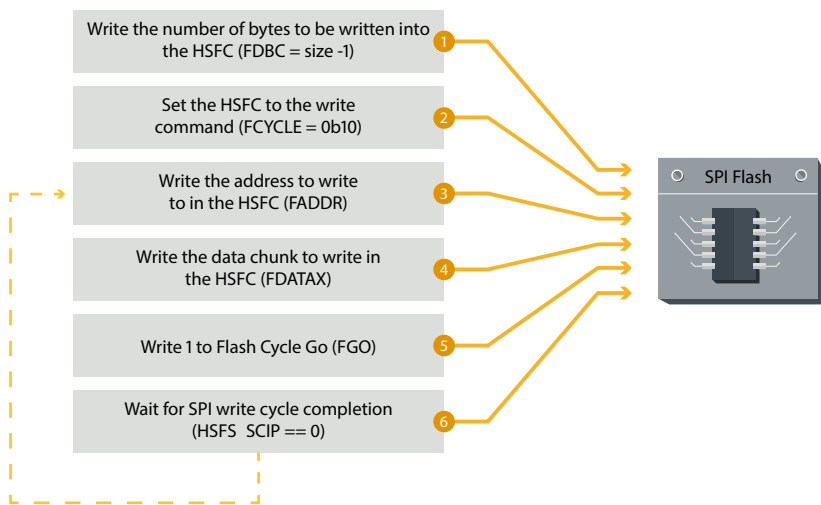 Write the number of bytes to be written into
the HSFC (FDBC = size -1)
1
Set the HSFC to the write
command (FCYCLE = 0b10)
2
Write the address to write
to in the HSFC (FADDR)
3
Write the data chunk to write in
the HSFC (FDATAX)
4
Write 1 to Flash Cycle Go (FGO)
5
Wait for SPI write cycle completion
(HSFS  SCIP == 0)
6
SPI Flash